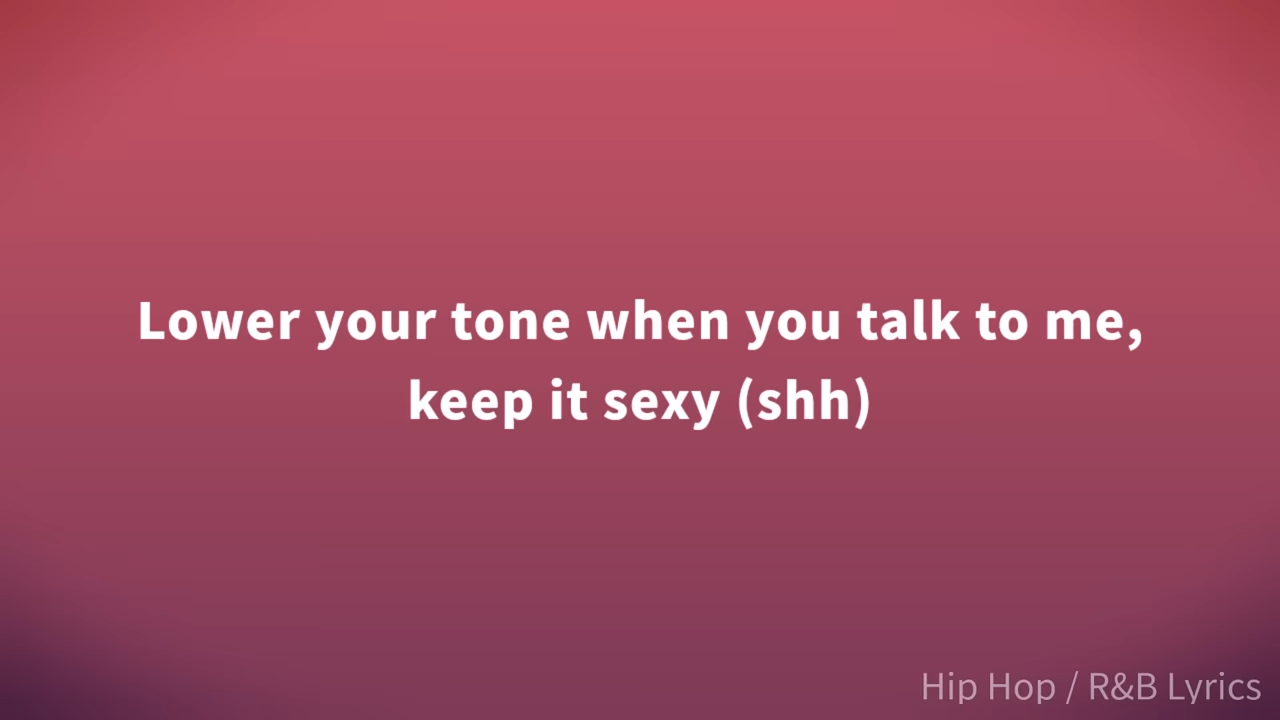 Lower your tone when you talk to me,
keep it sexy (shh)
Hip Hop / R&B Lyrics